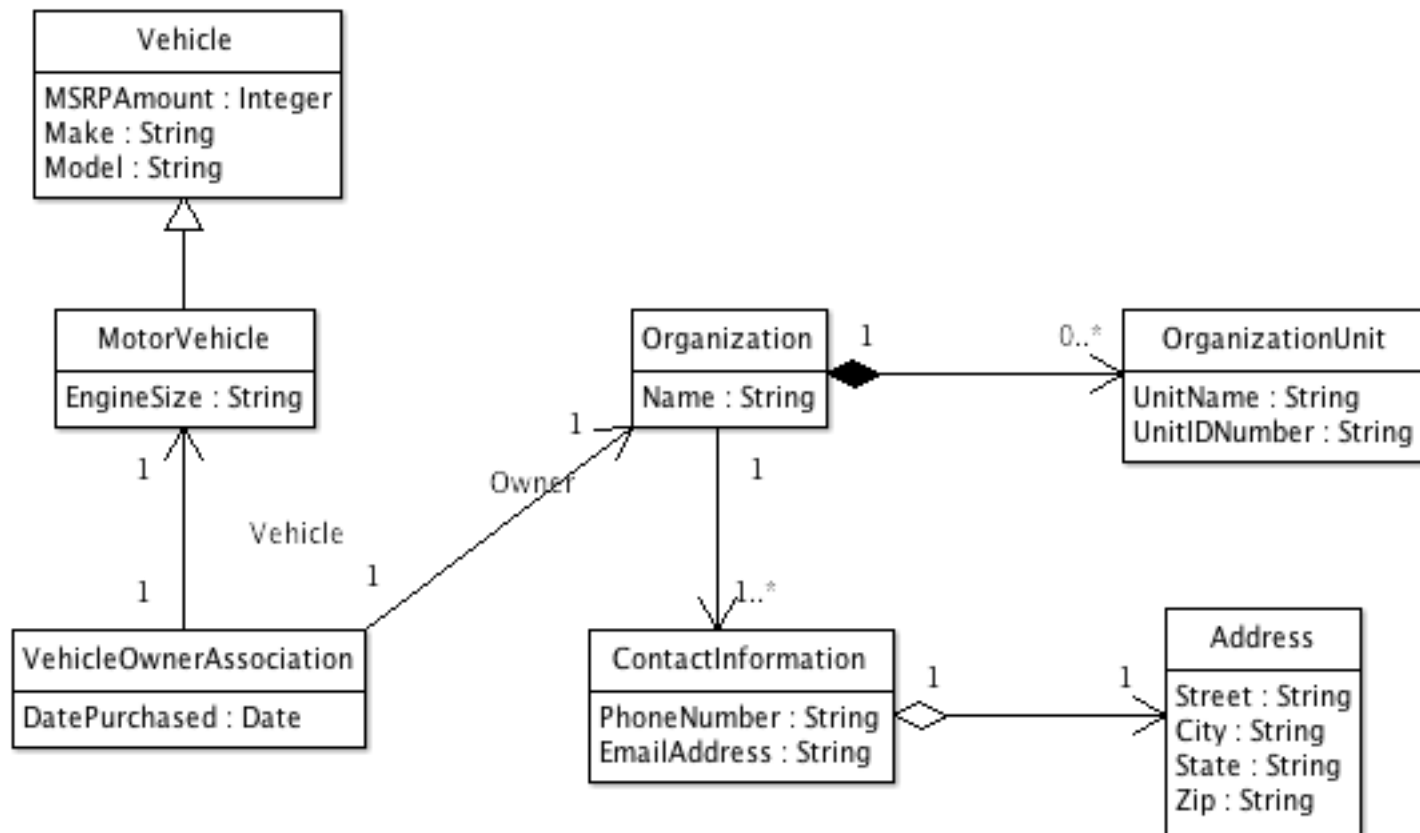 Vehicle
MSRPAmount : Integer
Make : String
Model : String
MotorVehicle
EngineSize : String
Organization
Name : String
1
0..*
OrganizationUnit
UnitName : String
UnitIDNumber : String
1
1
Owner
1
Vehicle
1
1
1..*
VehicleOwnerAssociation
DatePurchased : Date
ContactInformation
PhoneNumber : String
EmailAddress : String
1
1
Address
Street : String
City : String
State : String
Zip : String